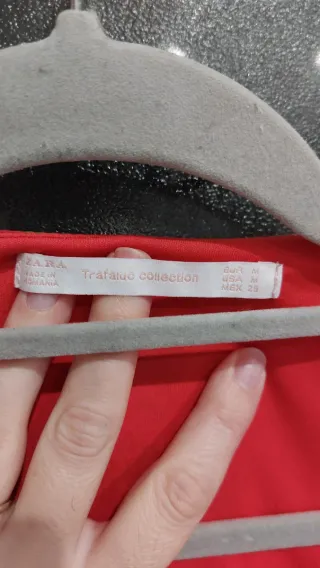 ZARA
MADE IN
ROMANIA
Trafaluc collection
EUR M
USA M
MEX 28